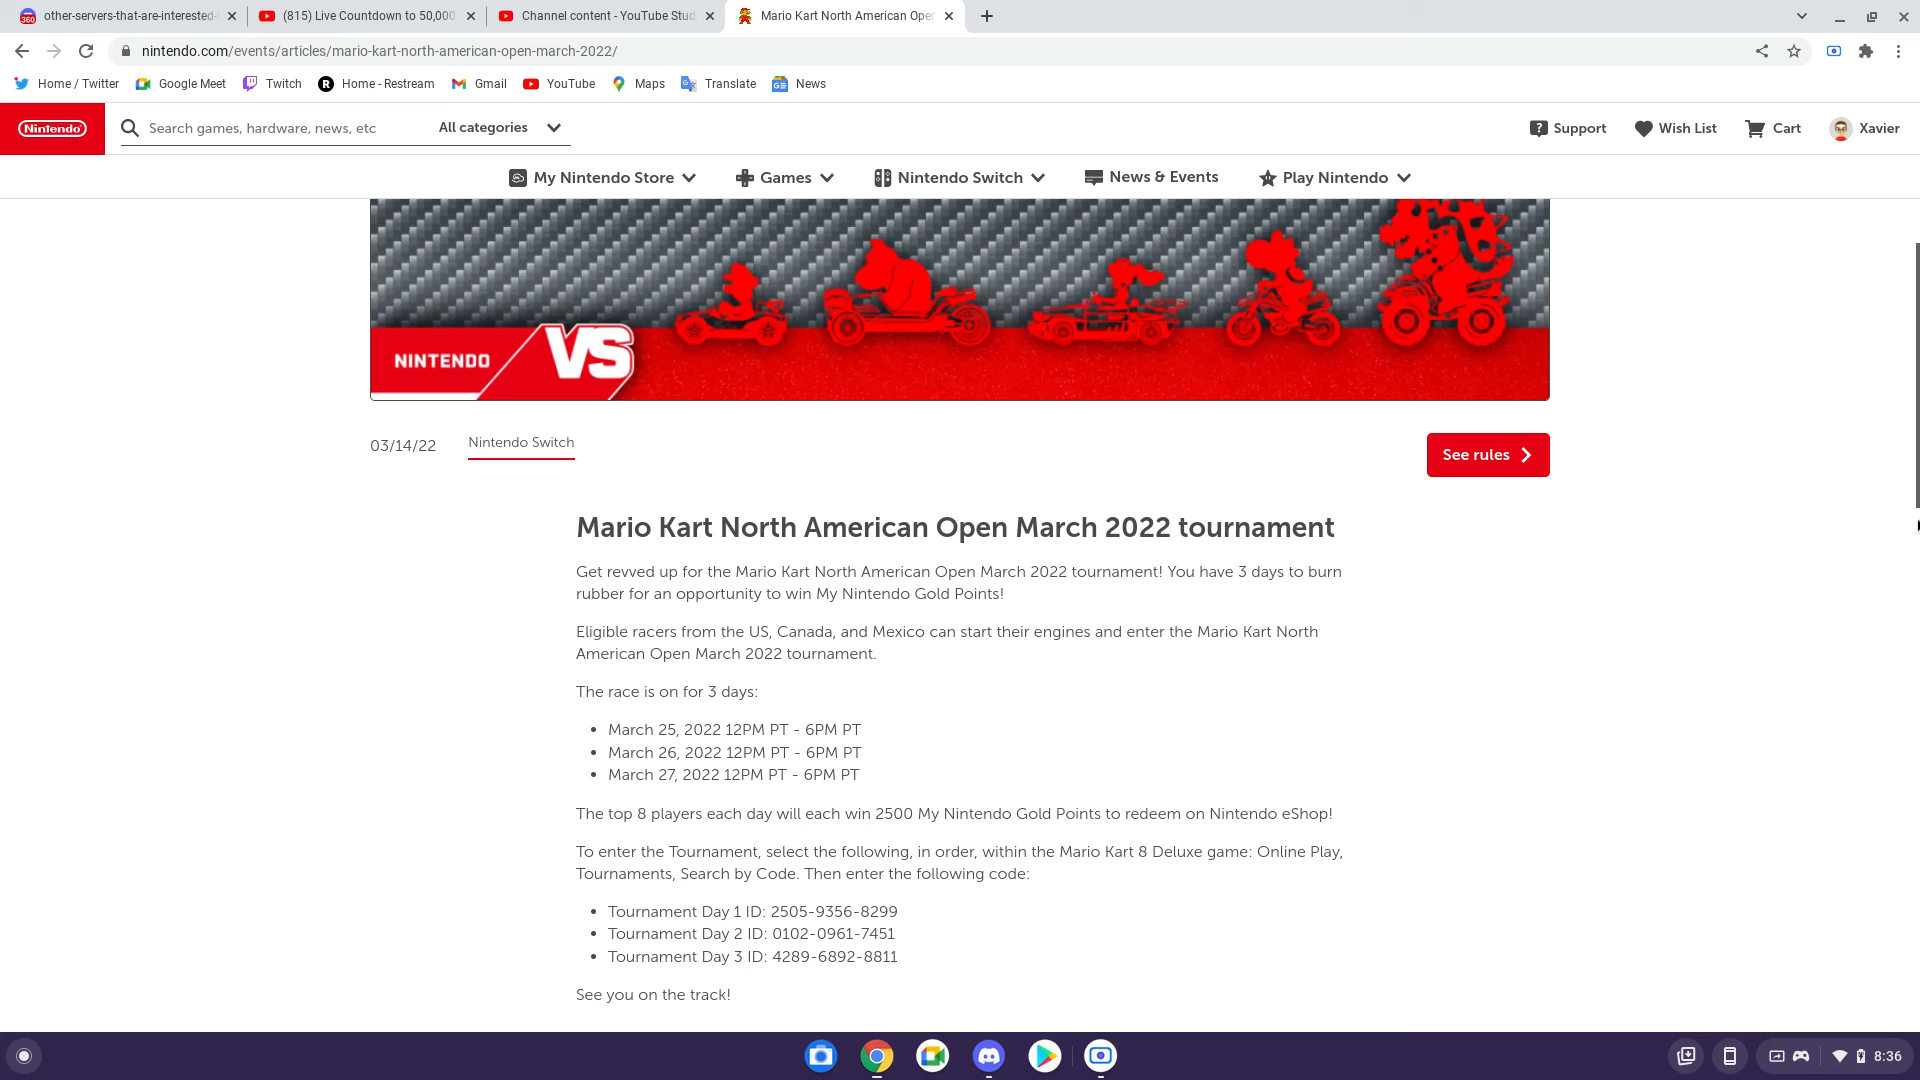 other-servers-that-are-interested-
(815) Live Countdown to 50,000
Channel content - YouTube Stud
Mario Kart North American Oper
nintendo.com/events/articles/mario-kart-north-american-open-march-2022/
Home / Twitter
Google Meet
Twitch
Home - Restream
Gmail
YouTube
Maps
Translate
News
Nintendo
Search games, hardware, news, etc
All categories
Support
Wish List
Cart
Xavier
My Nintendo Store
Games
Nintendo Switch
News & Events
Play Nintendo
NINTENDO VS
03/14/22
Nintendo Switch
See rules
Mario Kart North American Open March 2022 tournament
Get revved up for the Mario Kart North American Open March 2022 tournament! You have 3 days to burn
rubber for an opportunity to win My Nintendo Gold Points!
Eligible racers from the US, Canada, and Mexico can start their engines and enter the Mario Kart North
American Open March 2022 tournament.
The race is on for 3 days:
• March 25, 2022 12PM PT - 6PM PT
• March 26, 2022 12PM PT - 6PM PT
• March 27, 2022 12PM PT - 6PM PT
The top 8 players each day will each win 2500 My Nintendo Gold Points to redeem on Nintendo eShop!
To enter the Tournament, select the following, in order, within the Mario Kart 8 Deluxe game: Online Play,
Tournaments, Search by Code. Then enter the following code:
• Tournament Day 1 ID: 2505-9356-8299
• Tournament Day 2 ID: 0102-0961-7451
• Tournament Day 3 ID: 4289-6892-8811
See you on the track!
8:36